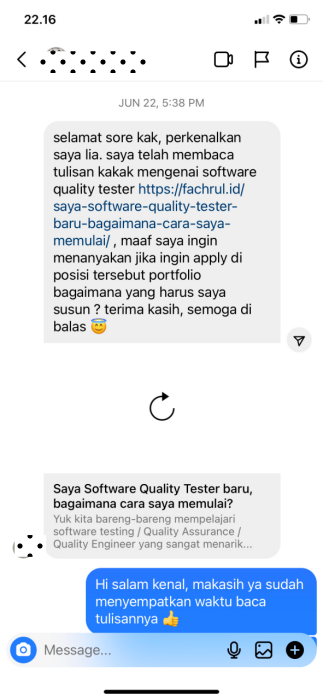 22.16
JUN 22, 5:38 PM
selamat sore kak, perkenalkan
saya lia. saya telah membaca
tulisan kakak mengenai software
quality tester https://fachrul.id/
saya-software-quality-tester-
baru-bagaimana-cara-saya-
memulai/ , maaf saya ingin
menanyakan jika ingin apply di
posisi tersebut portfolio
bagaimana yang harus saya
susun ? terima kasih, semoga di
balas 😇
Saya Software Quality Tester baru,
bagaimana cara saya memulai?
Yuk kita bareng-bareng mempelajari
software testing / Quality Assurance /
Quality Engineer yang sangat menarik...
Hi salam kenal, makasih ya sudah
menyempatkan waktu baca
tulisannya 👍
Message...